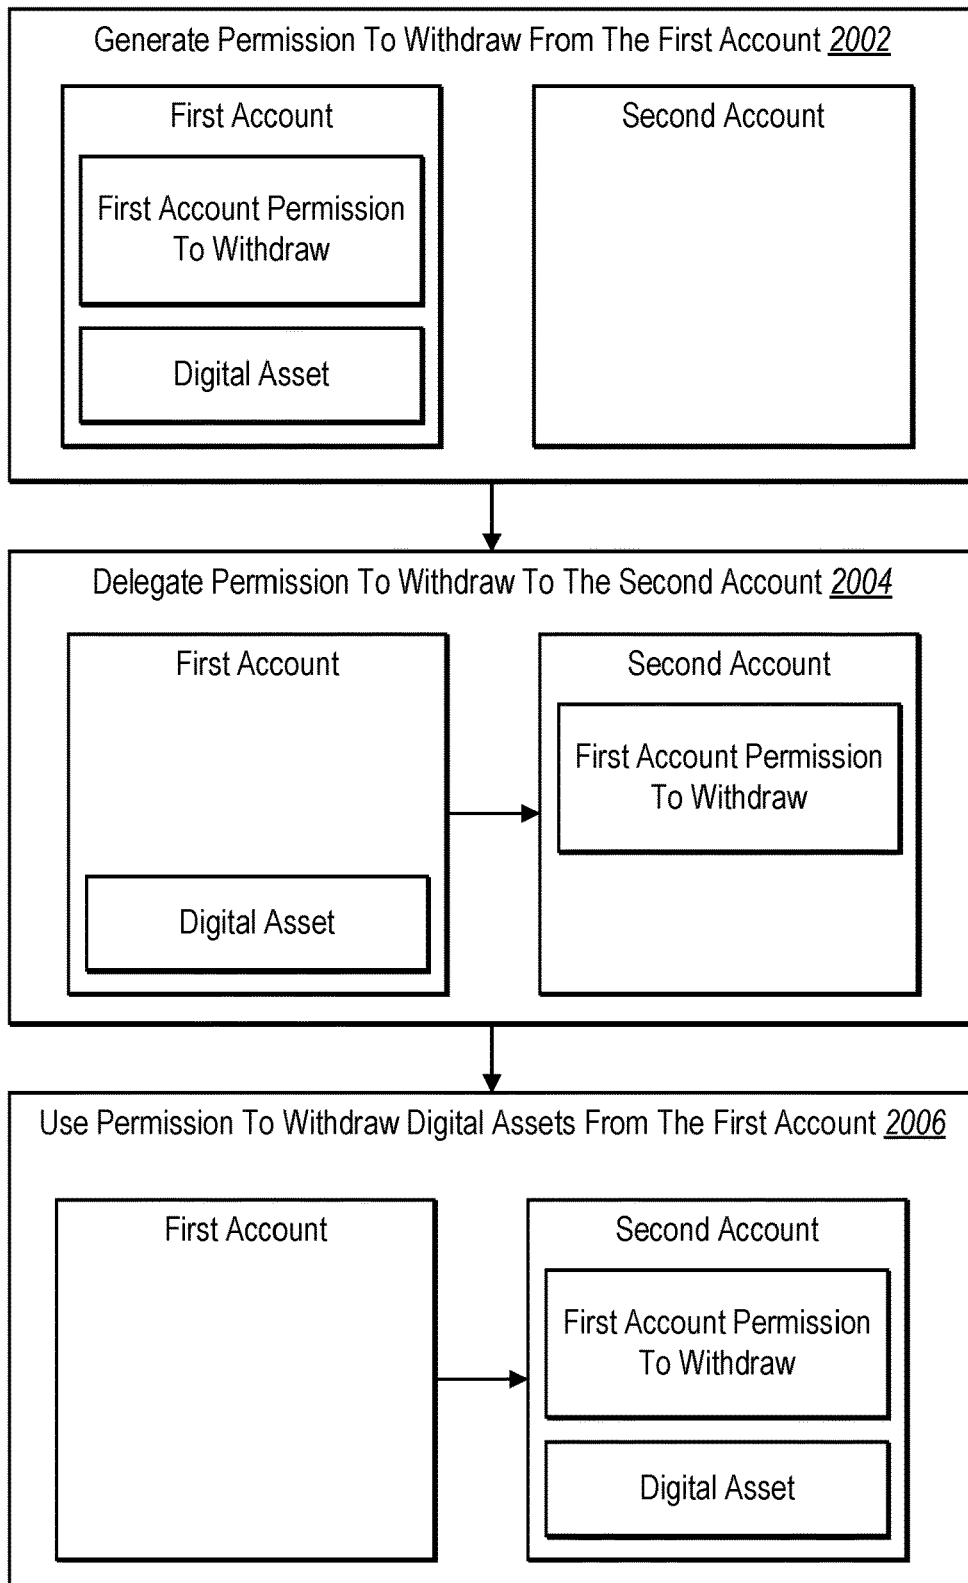 Generate Permission To Withdraw From The First Account 2002
First Account
Second Account
First Account Permission
To Withdraw
Digital Asset
Delegate Permission To Withdraw To The Second Account 2004
First Account
Second Account
First Account Permission
To Withdraw
Digital Asset
Use Permission To Withdraw Digital Assets From The First Account 2006
First Account
Second Account
First Account Permission
To Withdraw
Digital Asset